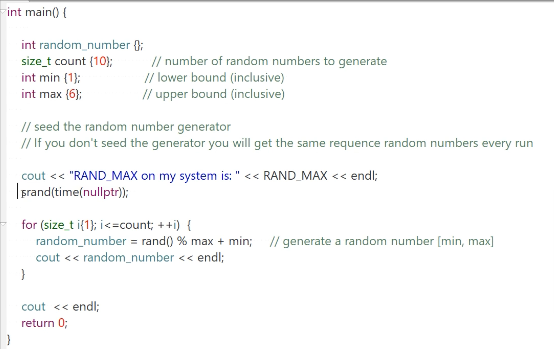 int main() {
int random_number {};
size_t count {10}; // number of random numbers to generate
int min {1}; // lower bound (inclusive)
int max {6}; // upper bound (inclusive)
// seed the random number generator
// If you don't seed the generator you will get the same requence random numbers every run
cout << "RAND_MAX on my system is: " << RAND_MAX << endl;
srand(time(nullptr));
for (size_t i{1}; i<=count; ++i) {
random_number = rand() % max + min; // generate a random number [min, max]
cout << random_number << endl;
}
cout << endl;
return 0;
}